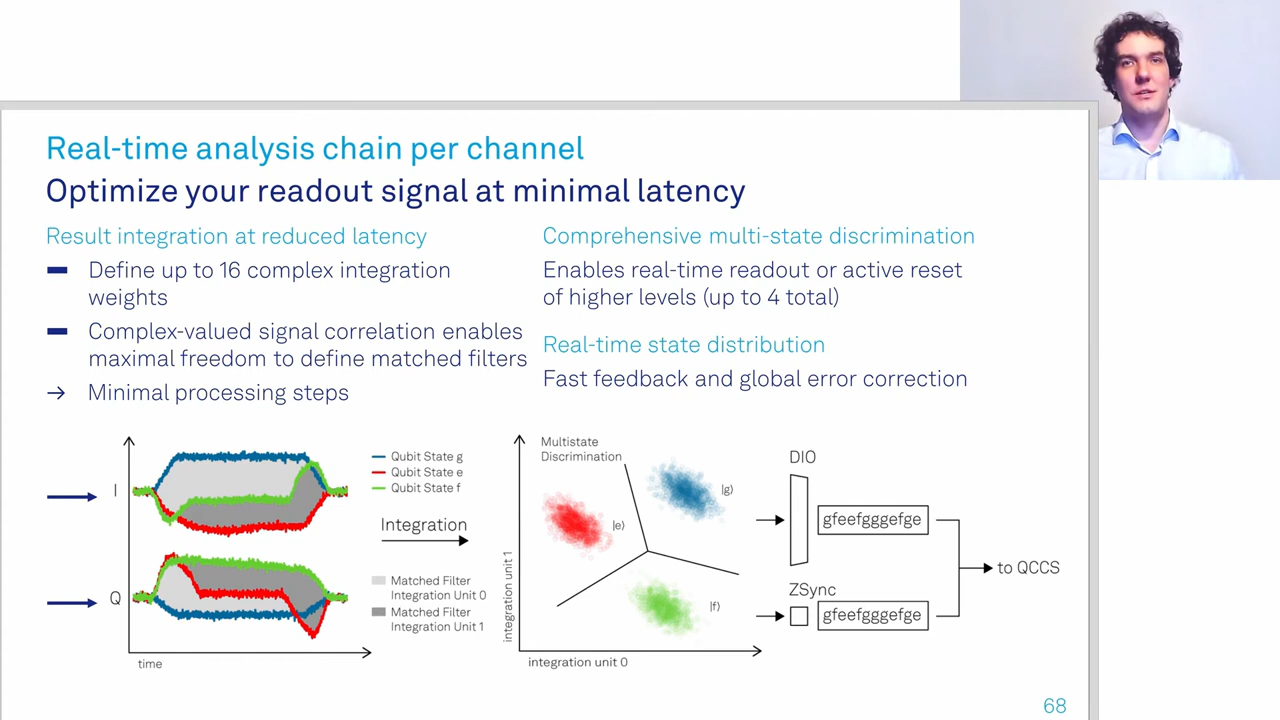 Real-time analysis chain per channel
Optimize your readout signal at minimal latency
Result integration at reduced latency
Define up to 16 complex integration
weights
Complex-valued signal correlation enables
maximal freedom to define matched filters
→ Minimal processing steps
Comprehensive multi-state discrimination
Enables real-time readout or active reset
of higher levels (up to 4 total)
Real-time state distribution
Fast feedback and global error correction
I
Q
time
Qubit State g
Qubit State e
Qubit State f
Integration
Matched Filter
Integration Unit 0
Matched Filter
Integration Unit 1
Multistate
Discrimination
|g⟩
|e⟩
|f⟩
integration unit 1
integration unit 0
DIO
gfeefgggefge
ZSync
gfeefgggefge
to QCCS
68